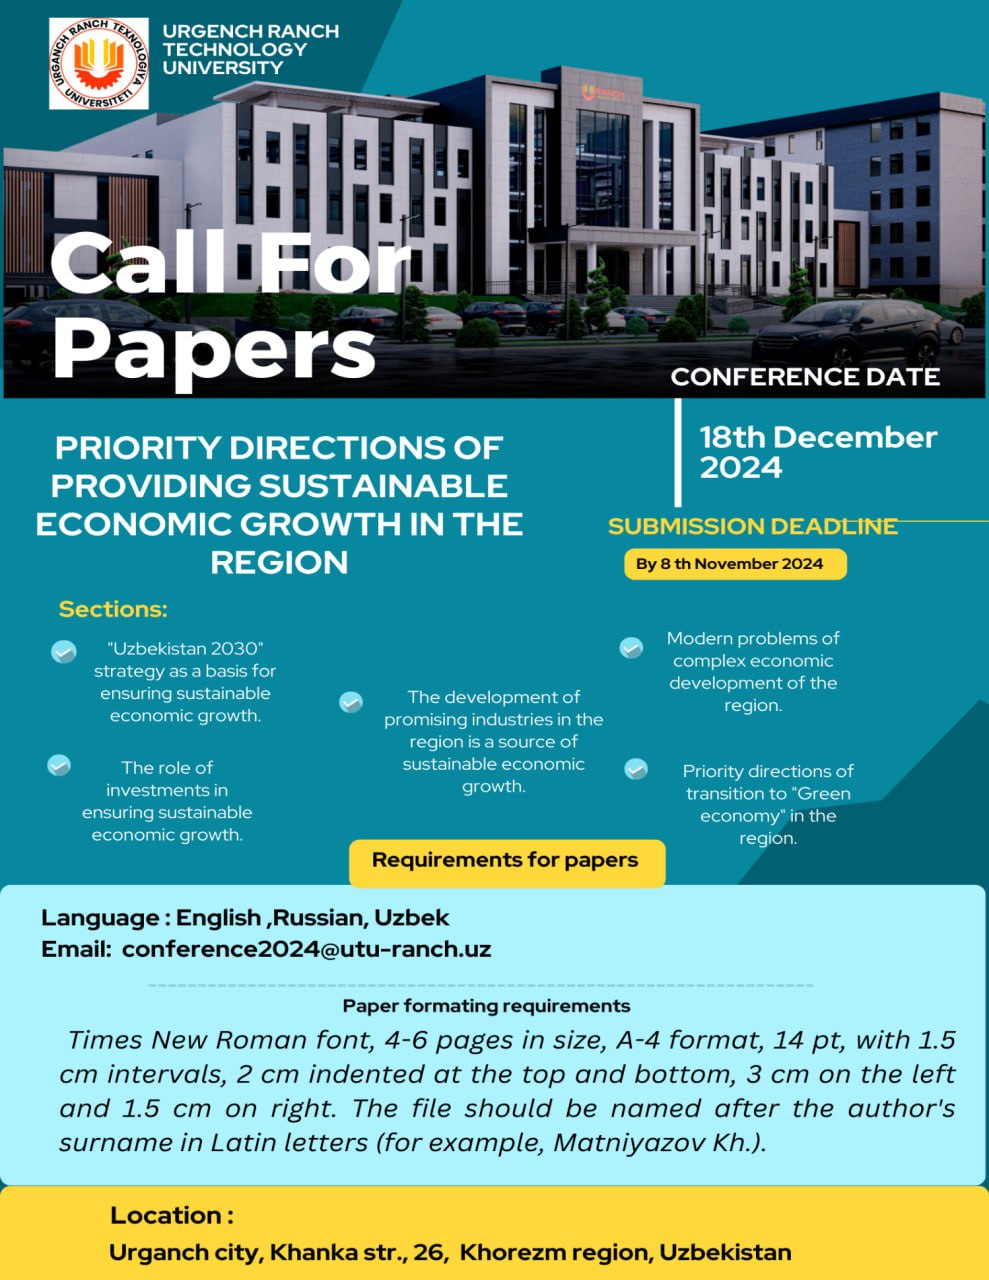 URGANCH RANCH TEXNOLOGIYA
UNIVERSITETI
URGENCH RANCH
TECHNOLOGY
UNIVERSITY
RANCH
Call For
Papers
CONFERENCE DATE
18th December
2024
PRIORITY DIRECTIONS OF
PROVIDING SUSTAINABLE
ECONOMIC GROWTH IN THE
REGION
SUBMISSION DEADLINE
By 8 th November 2024
Sections:
"Uzbekistan 2030"
strategy as a basis for
ensuring sustainable
economic growth.
The role of
investments in
ensuring sustainable
economic growth.
The development of
promising industries in the
region is a source of
sustainable economic
growth.
Modern problems of
complex economic
development of the
region.
Priority directions of
transition to "Green
economy" in the
region.
Requirements for papers
Language : English ,Russian, Uzbek
Email: conference2024@utu-ranch.uz
Paper formating requirements
Times New Roman font, 4-6 pages in size, A-4 format, 14 pt, with 1.5
cm intervals, 2 cm indented at the top and bottom, 3 cm on the left
and 1.5 cm on right. The file should be named after the author's
surname in Latin letters (for example, Matniyazov Kh.).
Location :
Urganch city, Khanka str., 26, Khorezm region, Uzbekistan